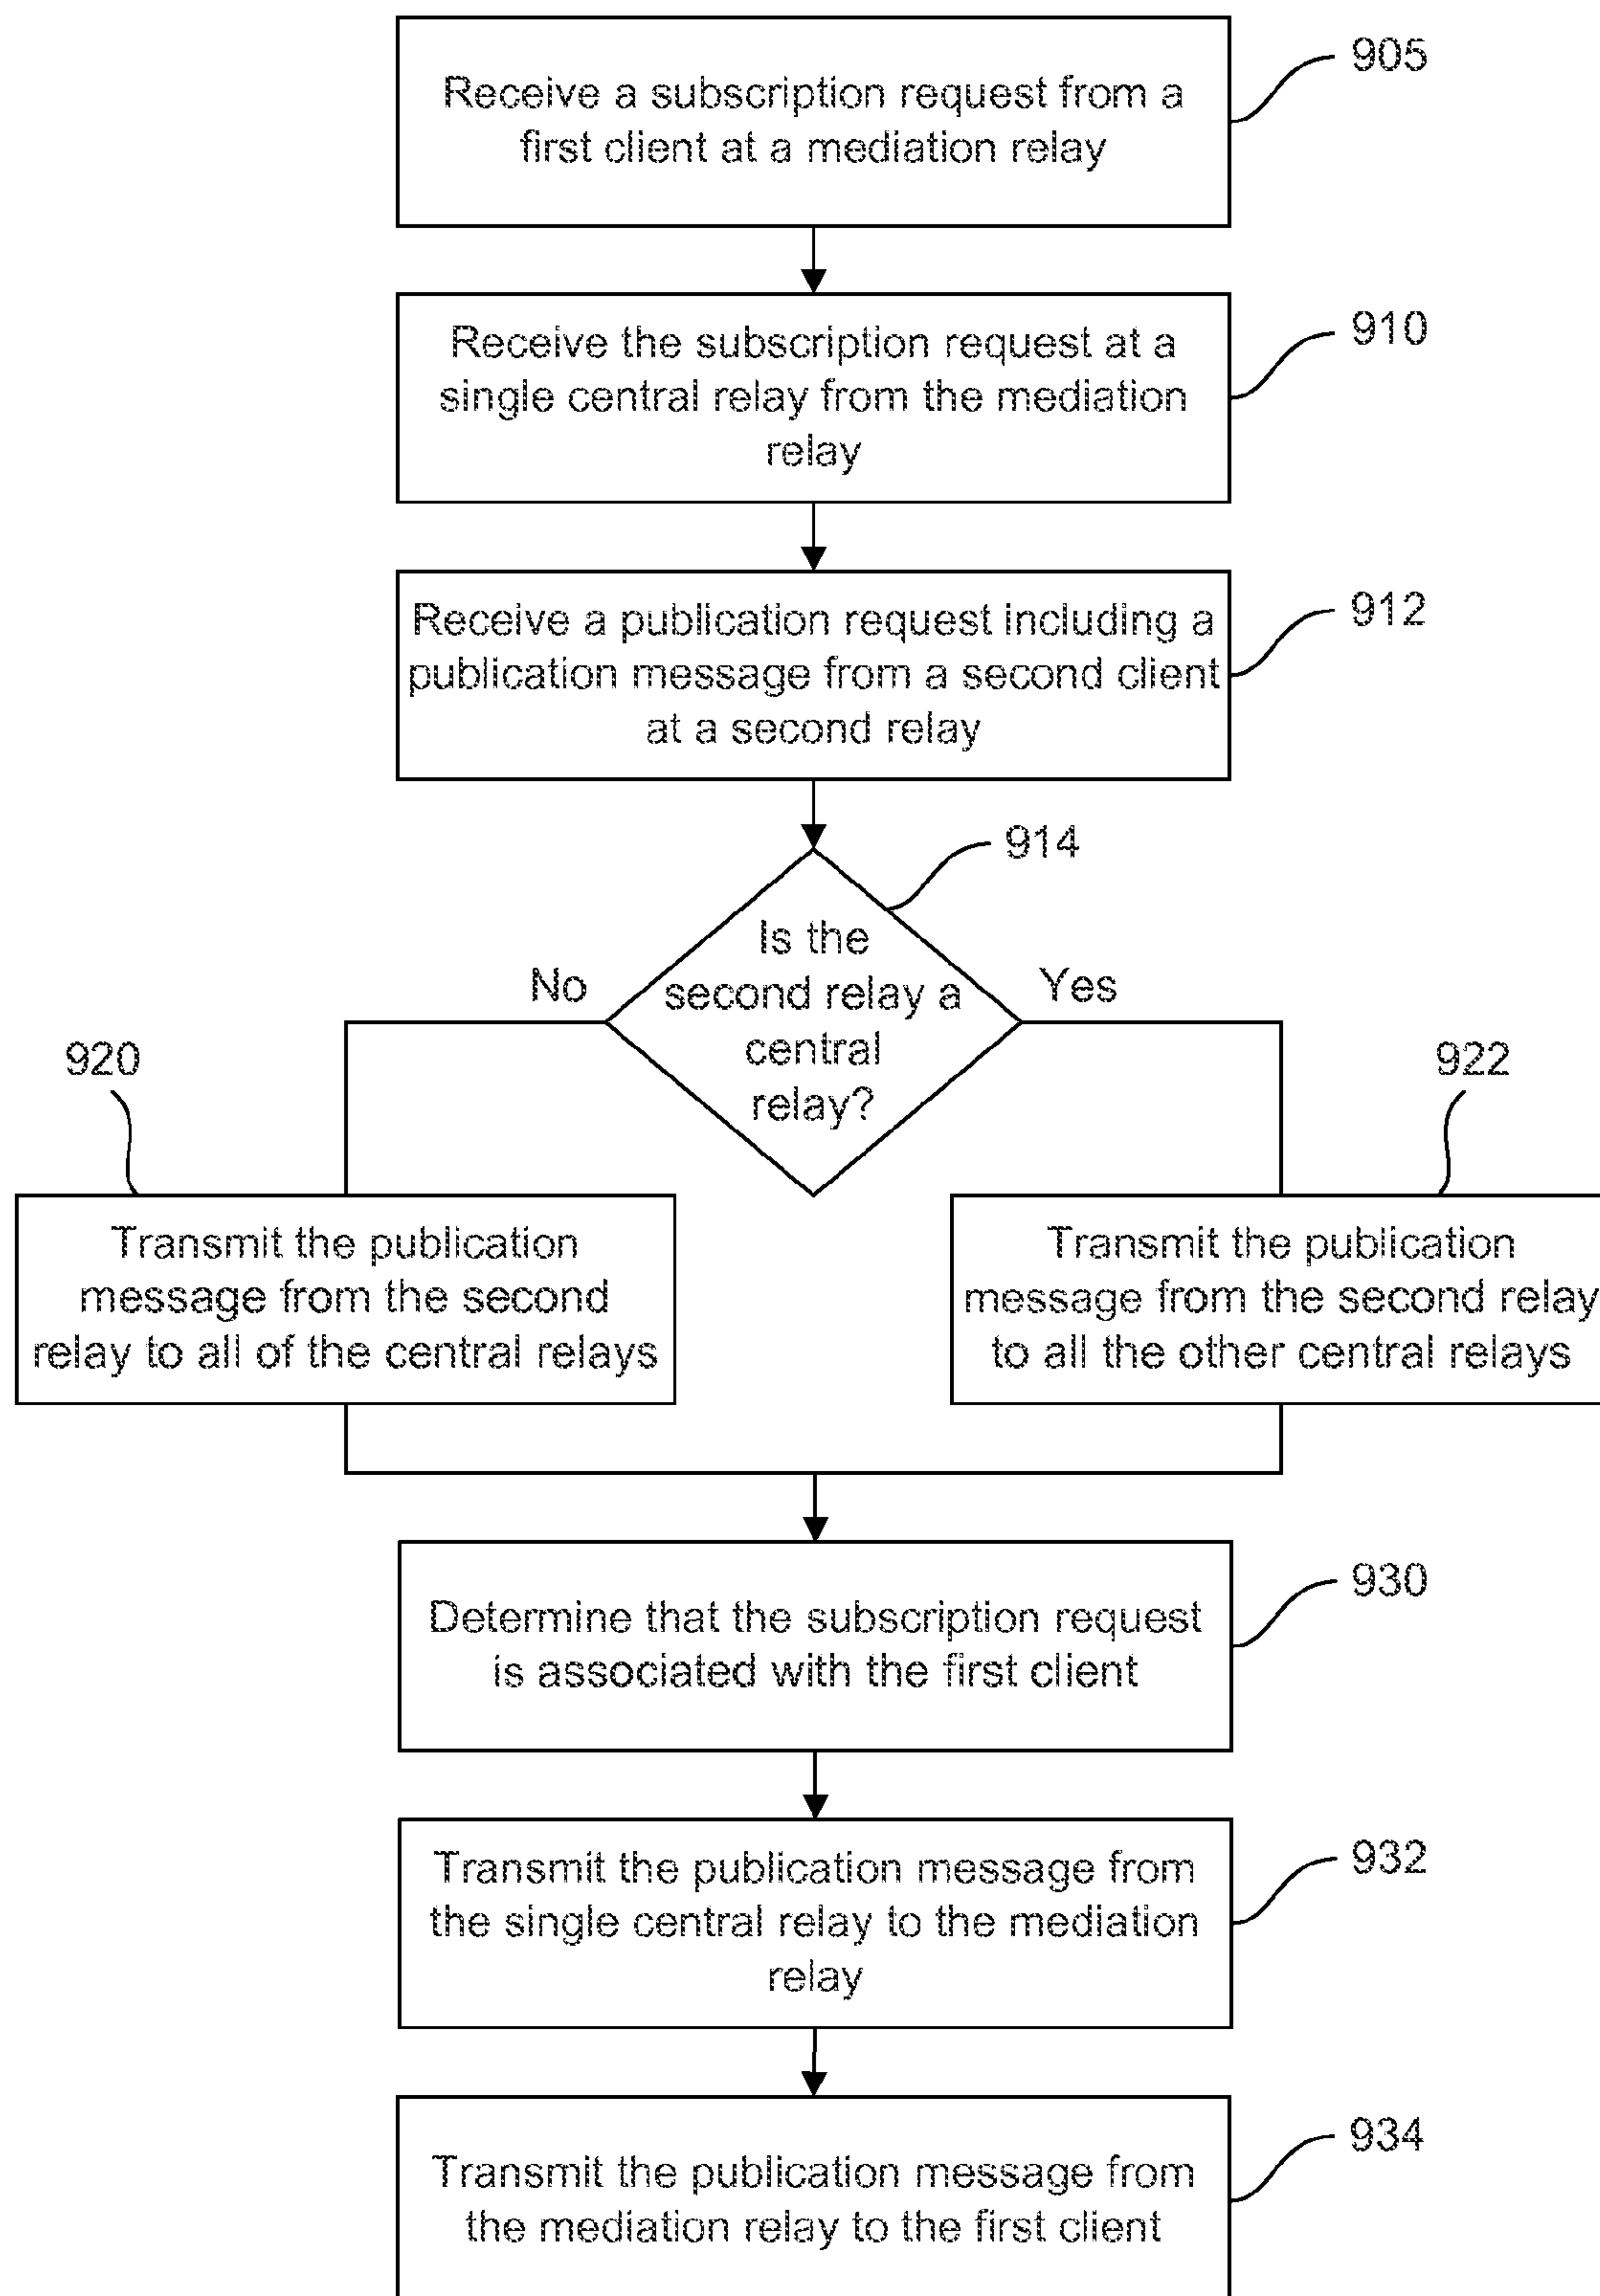 Receive a subscription request from a
first client at a mediation relay
905
Receive the subscription request at a
single central relay from the mediation
relay
910
Receive a publication request including a
publication message from a second client
at a second relay
912
914
Is the
second relay a
central
relay?
No
Yes
920
922
Transmit the publication
message from the second
relay to all of the central relays
Transmit the publication
message from the second relay
to all the other central relays
Determine that the subscription request
is associated with the first client
930
Transmit the publication message from
the single central relay to the mediation
relay
932
Transmit the publication message from
the mediation relay to the first client
934